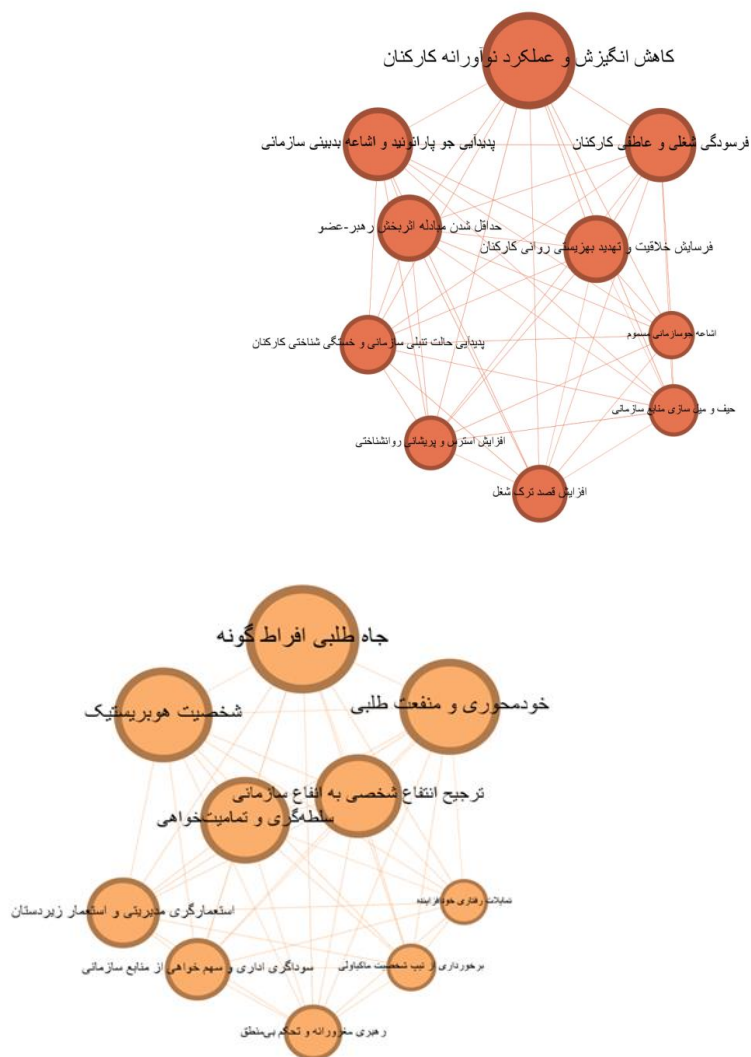 کاهش انگیزش و عملکرد نوآورانه کارکنان
فرسودگی شغلی و عاطفی کارکنان
پدیدآیی جو پارانوئید و اشاعه بدبینی سازمانی
حداقل شدن مبادله اثربخش رهبر-عضو
فرسایش خلاقیت و تهدید بهزیستی روانی کارکنان
اشاعه جوسازمانی مسموم
پدیدآیی حالت تنبلی سازمانی و خستگی شناختی کارکنان
حیف و میل سازی منابع سازمانی
افزایش استرس و پریشانی روانشناختی
افزایش قصد ترک شغل
جاه طلبی افراط گونه
خودمحوری و منفعت طلبی
شخصیت هوبریستیک
ترجیح انتفاع شخصی به انفاع سازمانی
سلطه‌گری و تمامیت‌خواهی
تمایلات رفتاری خودافزاینده
استعمارگری مدیریتی و استعمار زیردستان
برخورداری از تیپ شخصیت ماکیاولی
سوداگری اداری و سهم خواهی از منابع سازمانی
رهبری مغرورانه و تحکم بی‌منطق